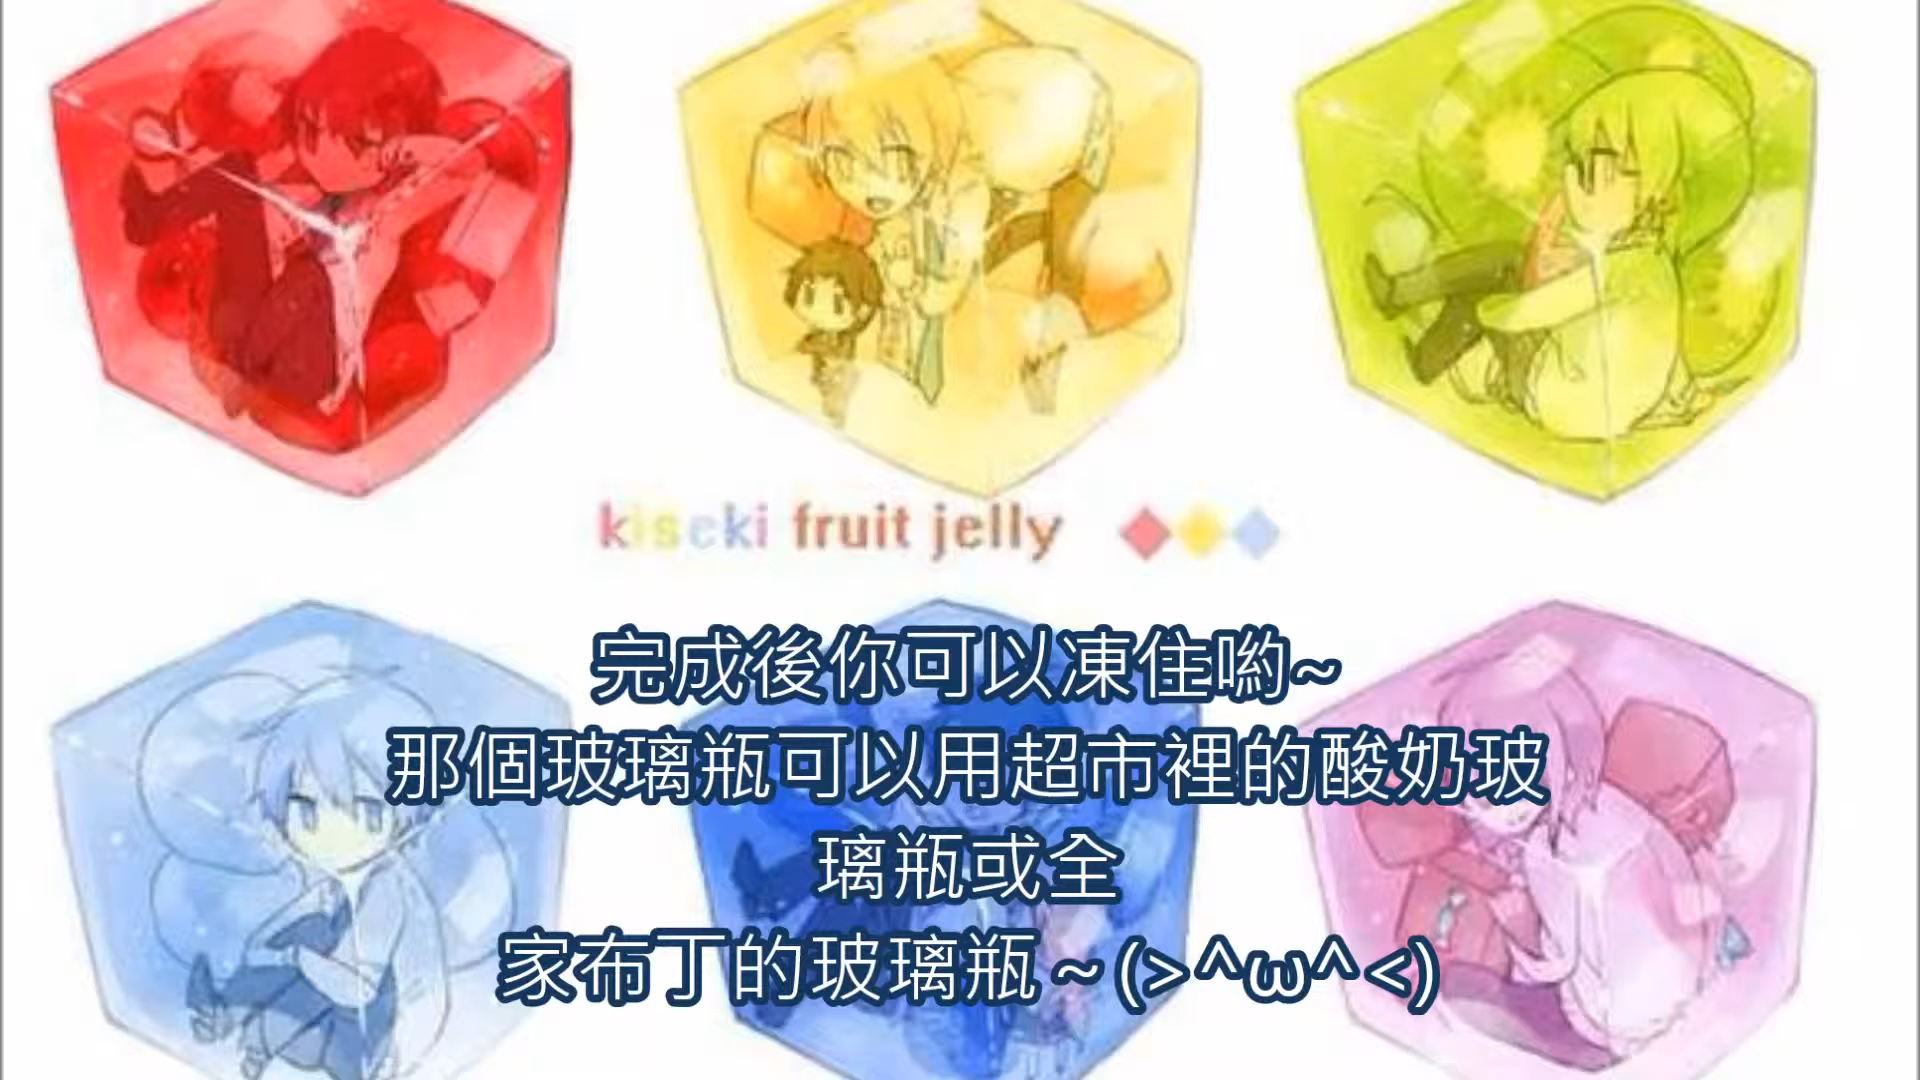 kiseki fruit jelly
完成後你可以凍住喲~
那個玻璃瓶可以用超市裡的酸奶玻
璃瓶或全
家布丁的玻璃瓶～(>^ω^<)